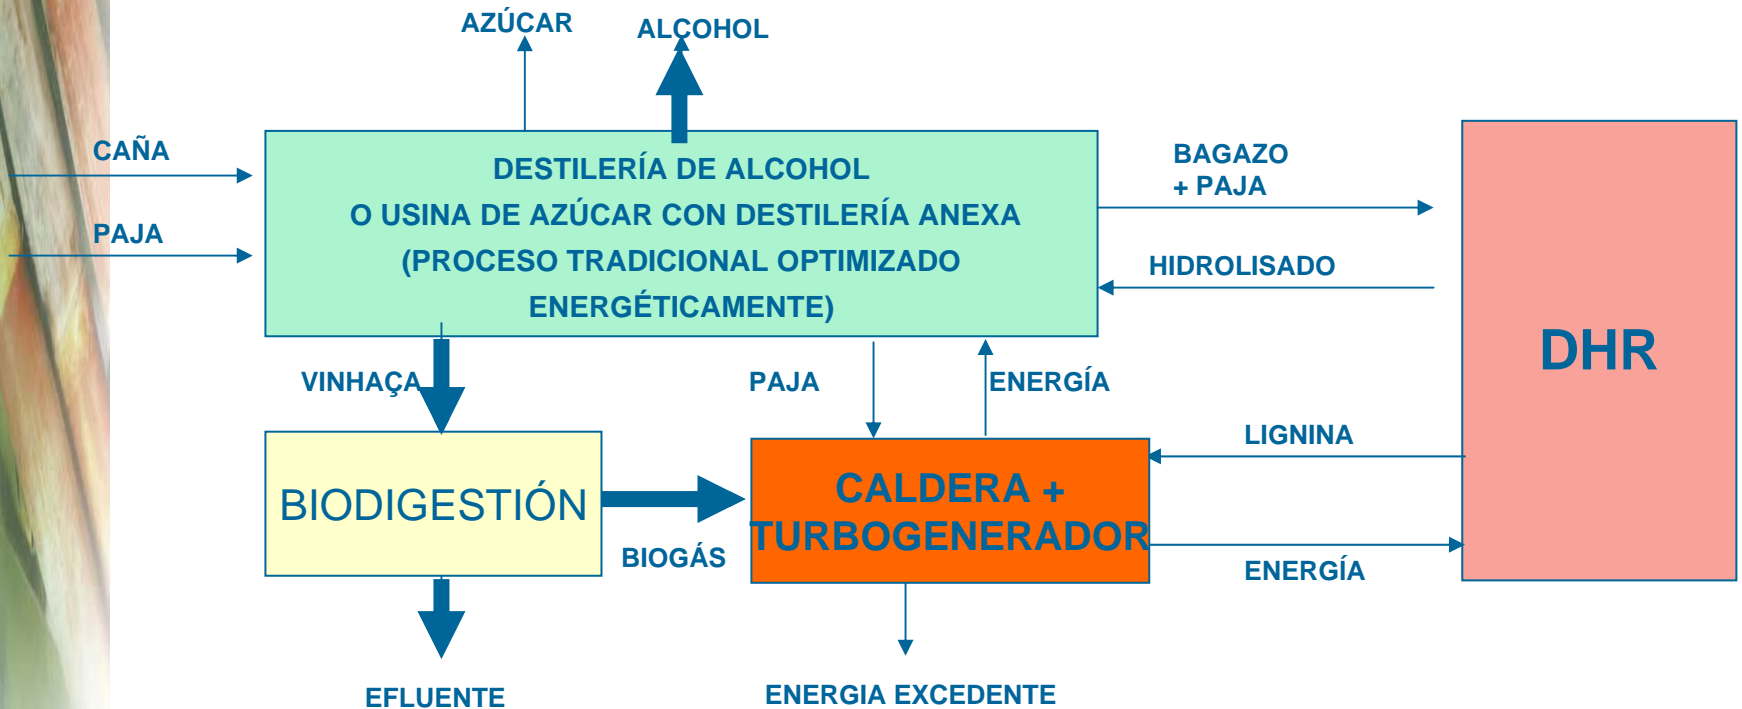 AZÚCAR
ALCOHOL
CAÑA
PAJA
DESTILERÍA DE ALCOHOL
O USINA DE AZÚCAR CON DESTILERÍA ANEXA
(PROCESO TRADICIONAL OPTIMIZADO
ENERGÉTICAMENTE)
BAGAZO
+ PAJA
HIDROLISADO
DHR
VINHAÇA
PAJA
ENERGÍA
LIGNINA
BIODIGESTIÓN
BIOGÁS
CALDERA +
TURBOGENERADOR
ENERGÍA
EFLUENTE
ENERGIA EXCEDENTE